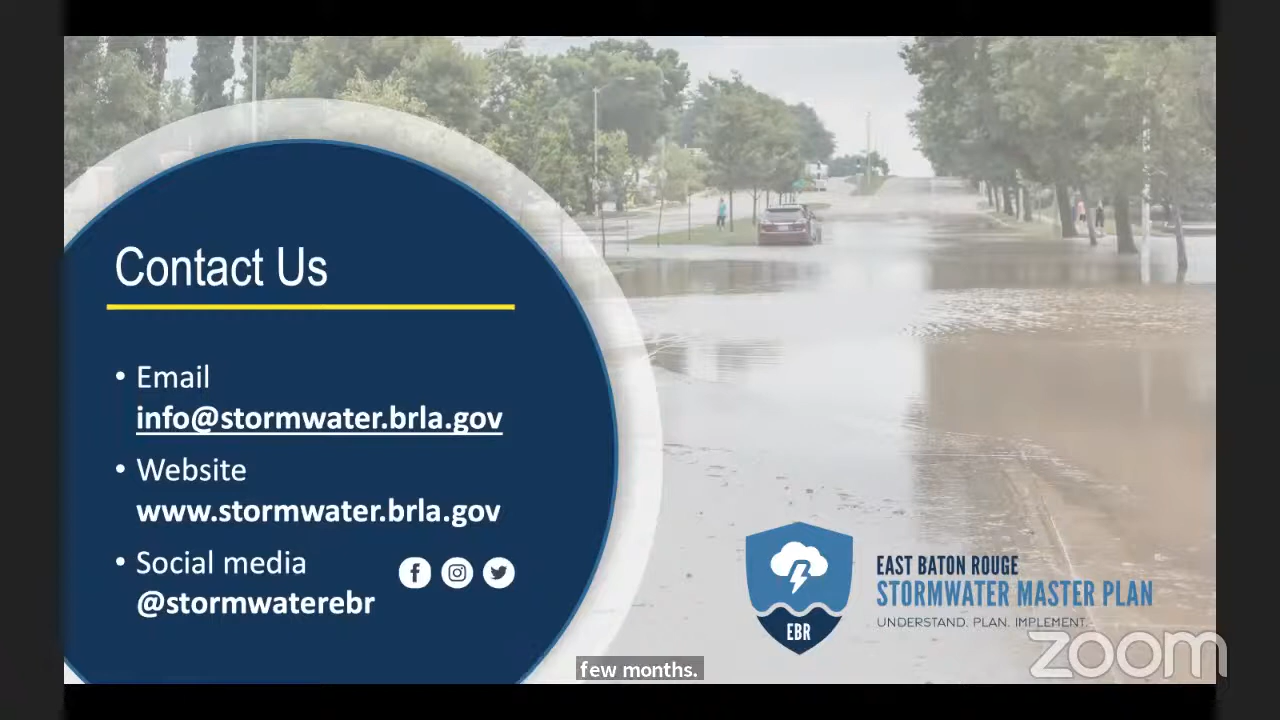 Contact Us
• Email
info@stormwater.brla.gov
• Website
www.stormwater.brla.gov
• Social media
@stormwaterebr
EBR
EAST BATON ROUGE
STORMWATER MASTER PLAN
UNDERSTAND. PLAN. IMPLEMENT.
zoom
few months.